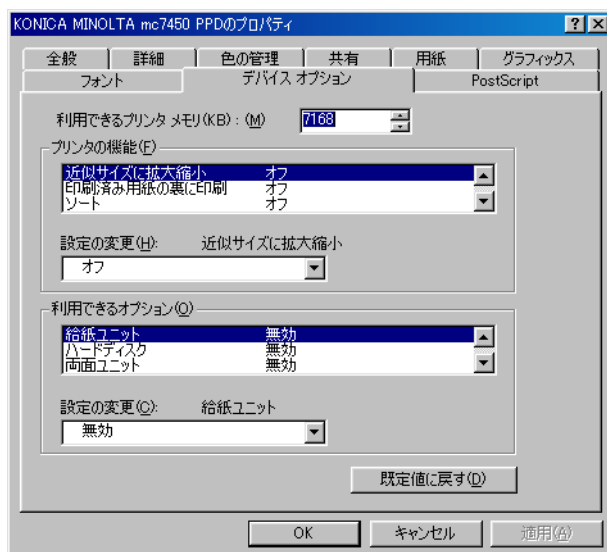 KONICA MINOLTA mc7450 PPDのプロパティ
全般 詳細 色の管理 共有 用紙 グラフィックス
フォント デバイス オプション PostScript
利用できるプリンタ メモリ(KB) : (M) 7168
プリンタの機能(F)
近似サイズに拡大縮小 オフ
印刷済み用紙の裏に印刷 オフ
ソート オフ
設定の変更(H): 近似サイズに拡大縮小
オフ
利用できるオプション(O)
給紙ユニット 無効
ハードディスク 無効
両面ユニット 無効
設定の変更(C): 給紙ユニット
無効
既定値に戻す(D)
OK キャンセル 適用(A)